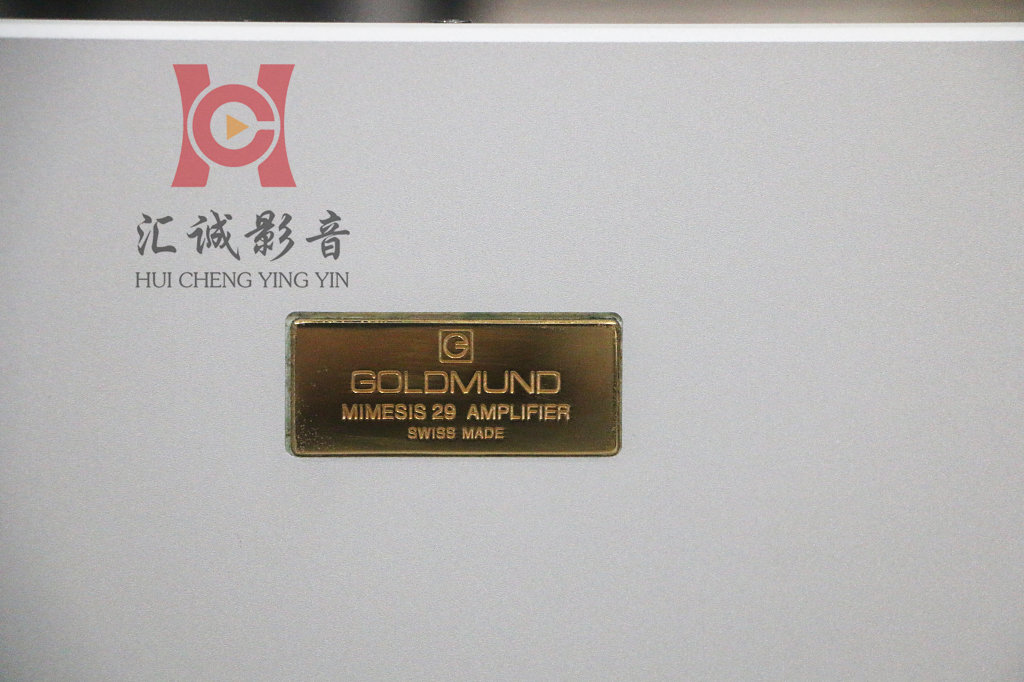 汇诚影音
HUI CHENG YING YIN
G
GOLDMUND
MIMESIS 29 AMPLIFIER
SWISS MADE